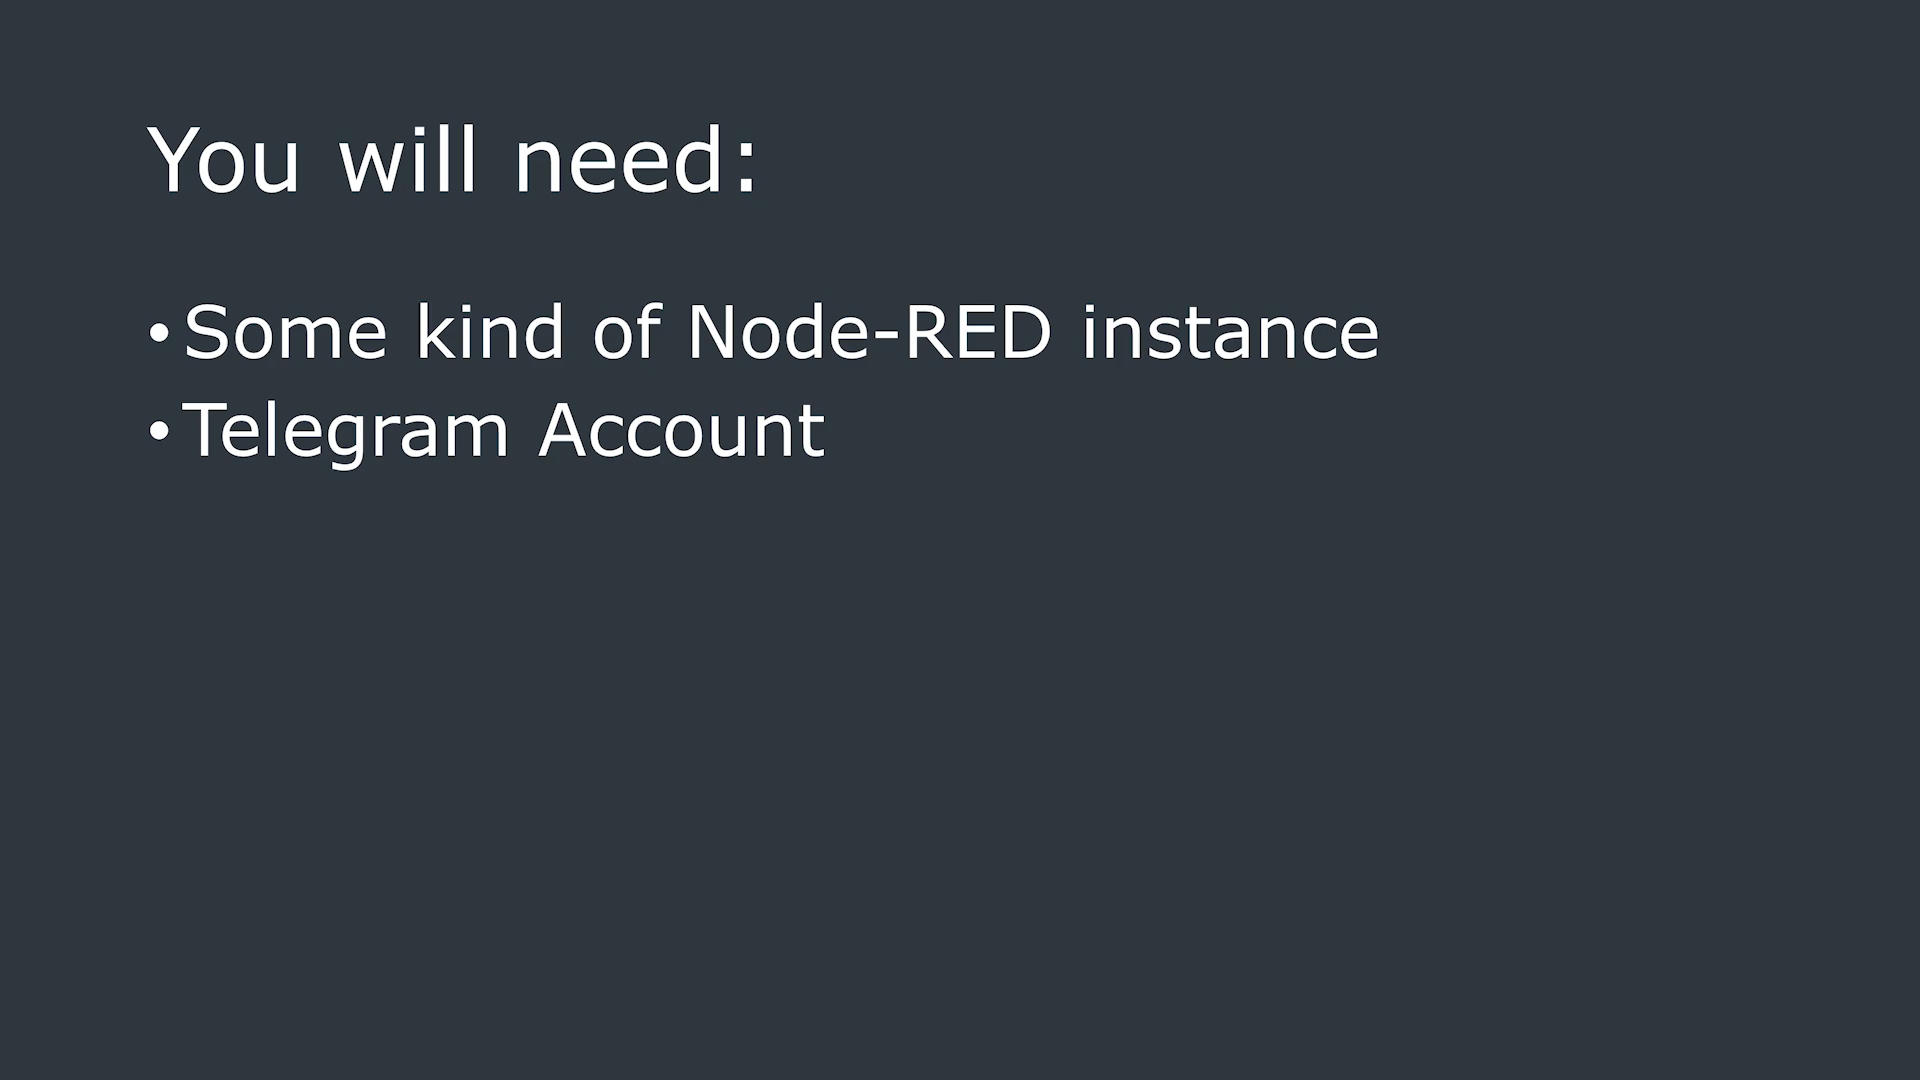 You will need:
• Some kind of Node-RED instance
• Telegram Account